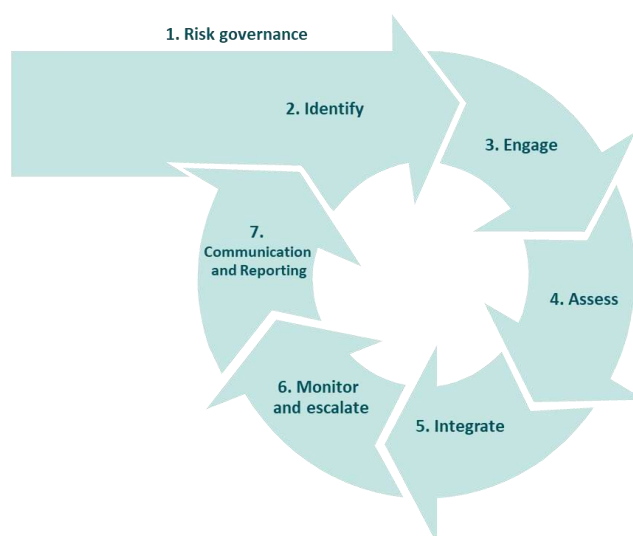 1. Risk governance
2. Identify
3. Engage
4. Assess
5. Integrate
6. Monitor
and escalate
7.
Communication
and Reporting